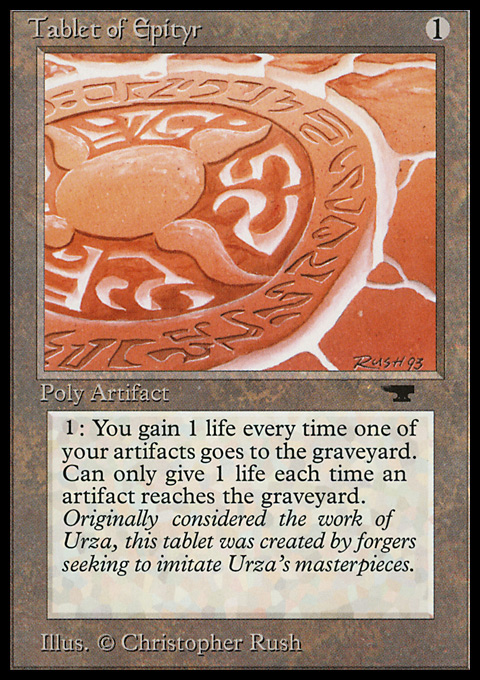 Tablet of Epityr
1
RUSH 93
Poly Artifact
1: You gain 1 life every time one of
your artifacts goes to the graveyard.
Can only give 1 life each time an
artifact reaches the graveyard.
Originally considered the work of
Urza, this tablet was created by forgers
seeking to imitate Urza's masterpieces.
Illus. © Christopher Rush